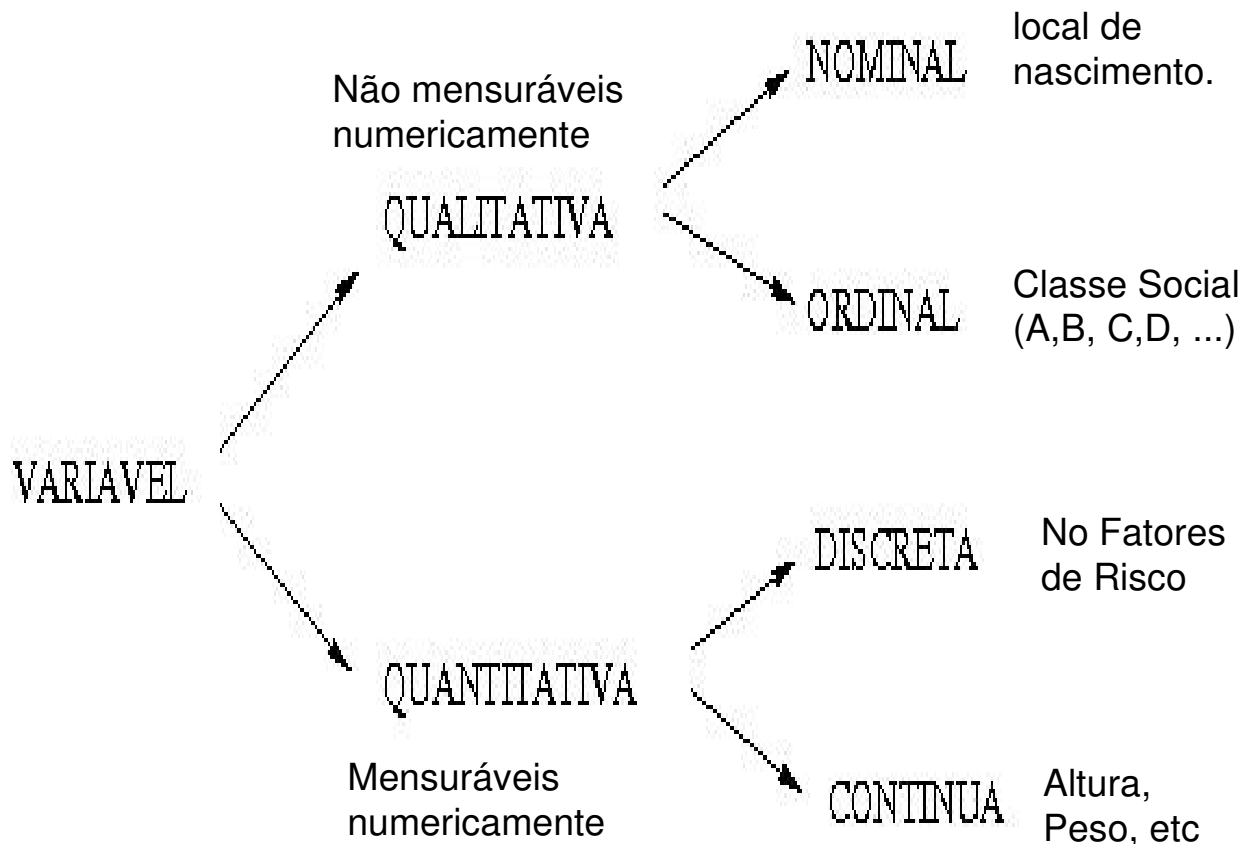 local de
nascimento.
NOMINAL
Não mensuráveis
numericamente
QUALITATIVA
Classe Social
(A,B, C,D, ...)
ORDINAL
VARIAVEL
No Fatores
de Risco
DISCRETA
QUANTITATIVA
Mensuráveis
numericamente
CONTINUA
Altura,
Peso, etc